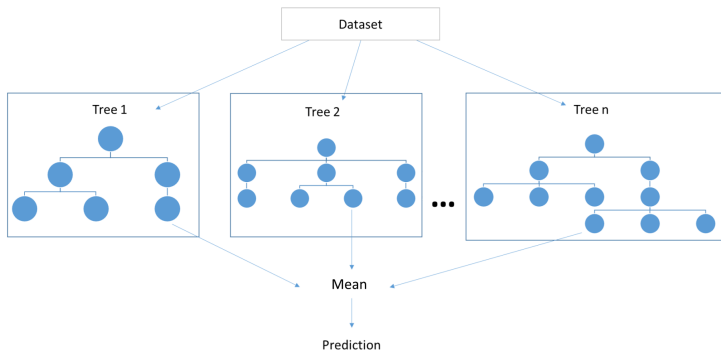 Dataset
Tree 1
Tree 2
Tree n
...
Mean
Prediction